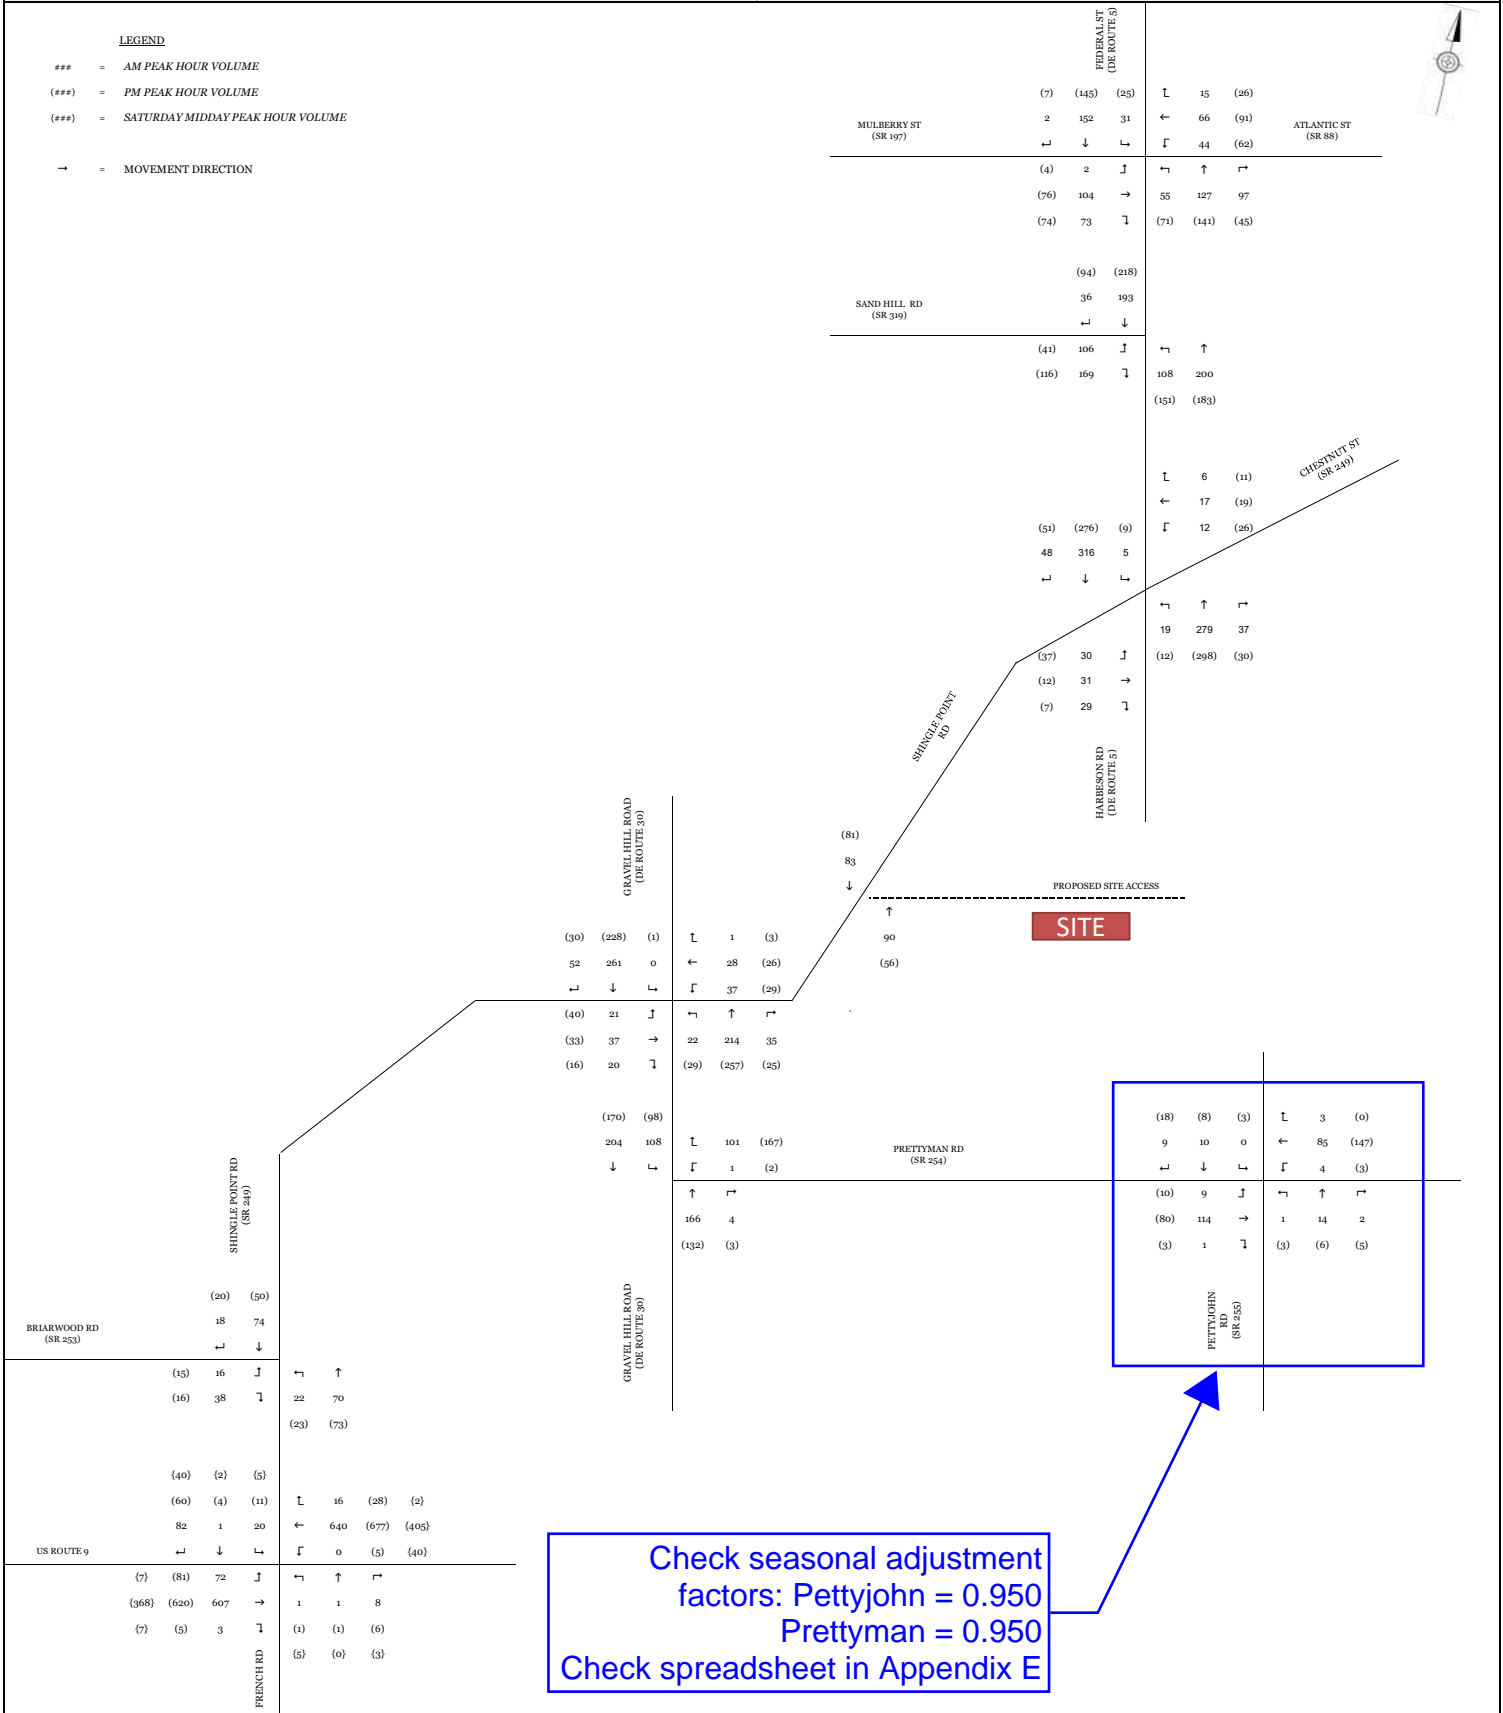 LEGEND
### = AM PEAK HOUR VOLUME
(###) = PM PEAK HOUR VOLUME
{###} = SATURDAY MIDDAY PEAK HOUR VOLUME
→ = MOVEMENT DIRECTION
FEDERAL ST
(DE ROUTE 5)
MULBERRY ST
(SR 197)
ATLANTIC ST
(SR 88)
(7) (145) (25) ↰ 15 (26)
2 152 31 ← 66 (91)
↵ ↓ ↳ ↲ 44 (62)
(4) 2 ↱ ↰ ↑ ↱
(76) 104 → 55 127 97
(74) 73 ↴ (71) (141) (45)
SAND HILL RD
(SR 319)
(94) (218)
36 193
↵ ↓
(41) 106 ↱ ↰ ↑
(116) 169 ↴ 108 200
(151) (183)
CHESTNUT ST
(SR 249)
↰ 6 (11)
← 17 (19)
(51) (276) (9) ↲ 12 (26)
48 316 5
↵ ↓ ↳
↰ ↑ ↱
19 279 37
(37) 30 ↱ (12) (298) (30)
(12) 31 →
(7) 29 ↴
SHINGLE POINT
RD
HARBESON RD
(DE ROUTE 5)
GRAVEL HILL ROAD
(DE ROUTE 30)
(81)
83
↓
PROPOSED SITE ACCESS
SITE
↑
90
(56)
(30) (228) (1) ↰ 1 (3)
52 261 0 ← 28 (26)
↵ ↓ ↳ ↲ 37 (29)
(40) 21 ↱ ↰ ↑ ↱
(33) 37 → 22 214 35
(16) 20 ↴ (29) (257) (25)
(170) (98)
204 108 ↰ 101 (167)
↓ ↳ ↲ 1 (2)
↑ ↱
166 4
(132) (3)
PRETTYMAN RD
(SR 254)
GRAVEL HILL ROAD
(DE ROUTE 30)
(18) (8) (3) ↰ 3 (0)
9 10 0 ← 85 (147)
↵ ↓ ↳ ↲ 4 (3)
(10) 9 ↱ ↰ ↑ ↱
(80) 114 → 1 14 2
(3) 1 ↴ (3) (6) (5)
PETTYJOHN
RD
(SR 255)
SHINGLE POINT RD
(SR 249)
BRIARWOOD RD
(SR 253)
(20) (50)
18 74
↵ ↓
(15) 16 ↱ ↰ ↑
(16) 38 ↴ 22 70
(23) (73)
{40} {2} {5}
(60) (4) (11) ↰ 16 (28) {2}
82 1 20 ← 640 (677) {405}
US ROUTE 9 ↵ ↓ ↳ ↲ 0 (5) {40}
{7} (81) 72 ↱ ↰ ↑ ↱
{368} (620) 607 → 1 1 8
{7} (5) 3 ↴ (1) (1) (6)
{5} {0} {3}
FRENCH RD
Check seasonal adjustment
factors: Pettyjohn = 0.950
Prettyman = 0.950
Check spreadsheet in Appendix E